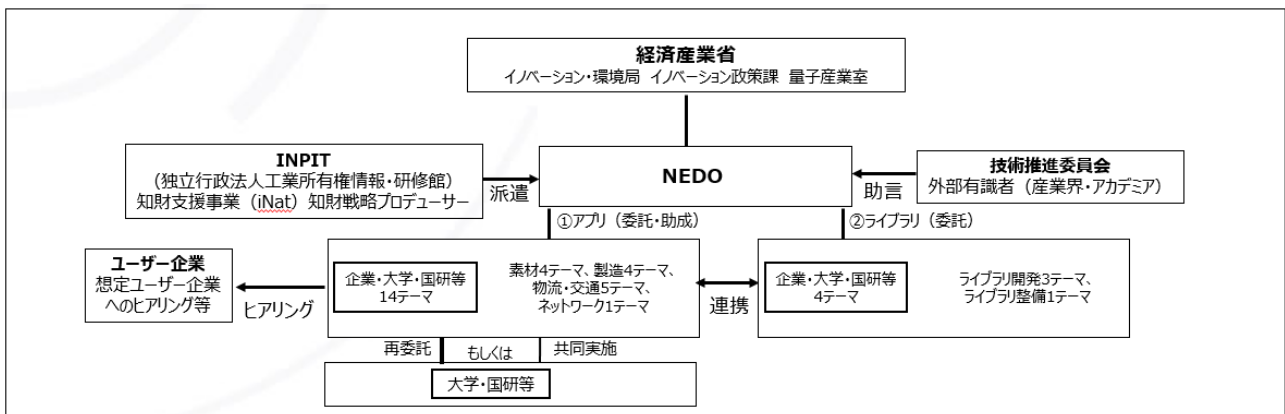 経済産業省
イノベーション・環境局 イノベーション政策課 量子産業室
INPIT
(独立行政法人工業所有権情報・研修館)
知財支援事業(iNat)知財戦略プロデューサー
派遣
NEDO
助言
技術推進委員会
外部有識者(産業界・アカデミア)
①アプリ(委託・助成)
②ライブラリ(委託)
ユーザー企業
想定ユーザー企業
へのヒアリング等
ヒアリング
企業・大学・国研等
14テーマ
素材4テーマ、製造4テーマ、
物流・交通5テーマ、
ネットワーク1テーマ
連携
企業・大学・国研等
4テーマ
ライブラリ開発3テーマ、
ライブラリ整備1テーマ
再委託
もしくは
共同実施
大学・国研等